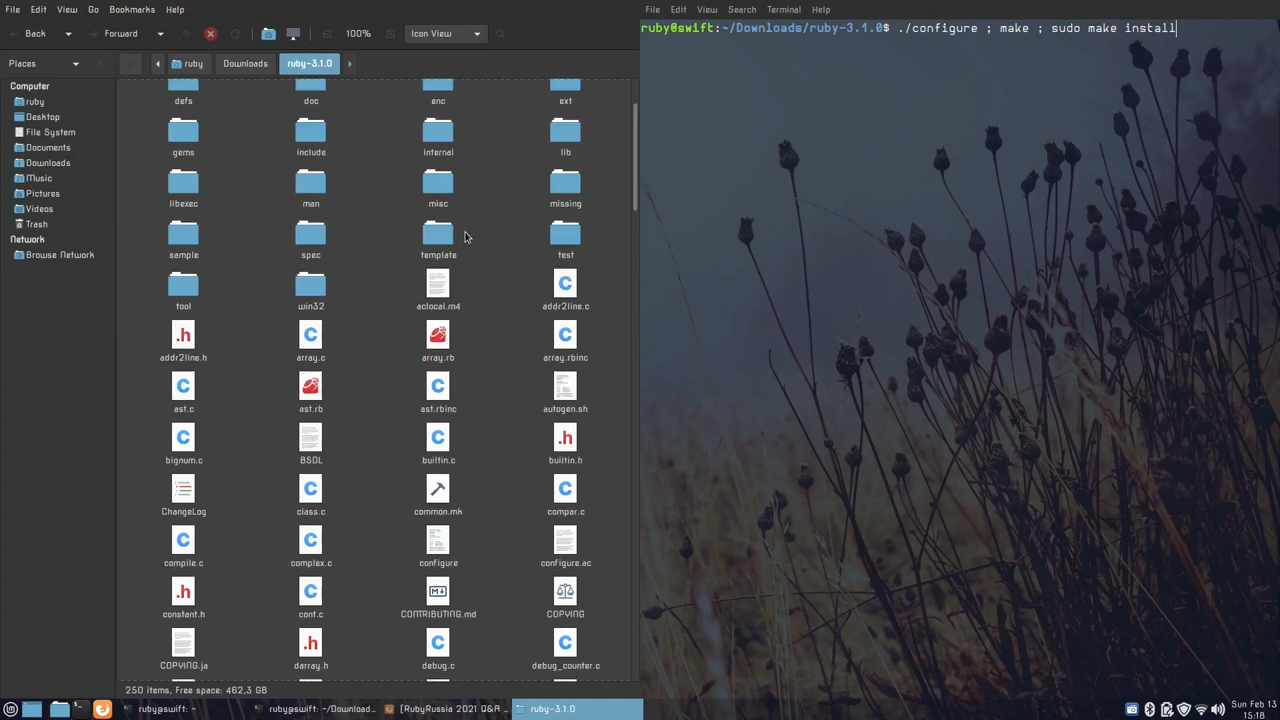 File Edit View Go Bookmarks Help
Back Forward 100% Icon View
Places
ruby Downloads ruby-3.1.0
Computer
ruby
Desktop
File System
Documents
Downloads
Music
Pictures
Videos
Trash
Network
Browse Network
defs doc enc ext
gems include internal lib
libexec man misc missing
sample spec template test
tool win32 aclocal.m4 addr2line.c
addr2line.h array.c array.rb array.rbinc
ast.c ast.rb ast.rbinc autogen.sh
bignum.c BSDL builtin.c builtin.h
ChangeLog class.c common.mk compar.c
compile.c complex.c configure configure.ac
constant.h cont.c CONTRIBUTING.md COPYING
COPYING.ja darray.h debug.c debug_counter.c
250 items, Free space: 462,3 GB
File Edit View Search Terminal Help
ruby@swift:~/Downloads/ruby-3.1.0$ ./configure ; make ; sudo make install
ruby@swift: ~
ruby@swift: ~/Download...
[RubyRussia 2021 Q&A ...
ruby-3.1.0
Sun Feb 13
15:18